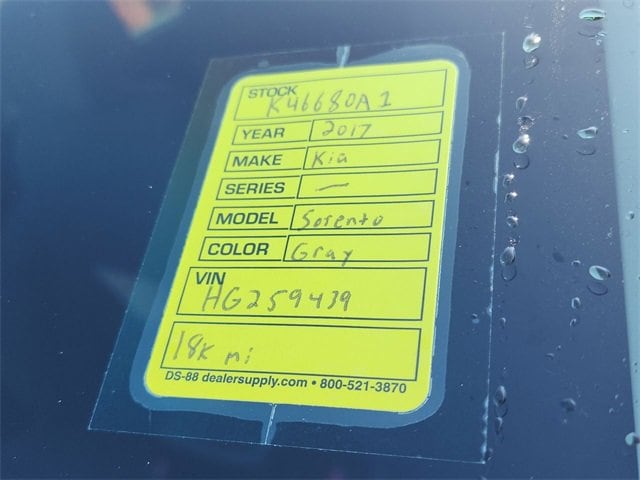 STOCK K46680A1
YEAR 2017
MAKE Kia
SERIES —
MODEL Sorento
COLOR Gray
VIN
HG259439
18K mi
DS-88 dealersupply.com • 800-521-3870